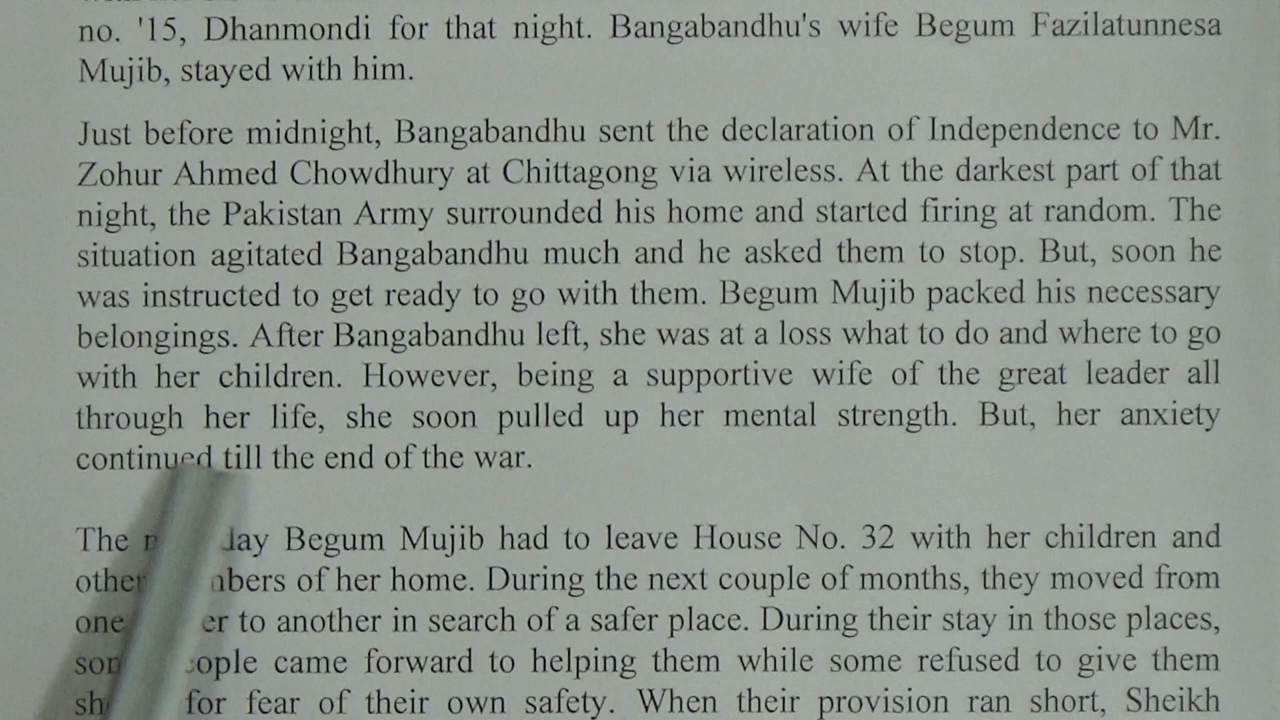 no. '15, Dhanmondi for that night. Bangabandhu's wife Begum Fazilatunnesa
Mujib, stayed with him.
Just before midnight, Bangabandhu sent the declaration of Independence to Mr.
Zohur Ahmed Chowdhury at Chittagong via wireless. At the darkest part of that
night, the Pakistan Army surrounded his home and started firing at random. The
situation agitated Bangabandhu much and he asked them to stop. But, soon he
was instructed to get ready to go with them. Begum Mujib packed his necessary
belongings. After Bangabandhu left, she was at a loss what to do and where to go
with her children. However, being a supportive wife of the great leader all
through her life, she soon pulled up her mental strength. But, her anxiety
continued till the end of the war.
The day Begum Mujib had to leave House No. 32 with her children and
other of her home. During the next couple of months, they moved from
one to another in search of a safer place. During their stay in those places,
came forward to helping them while some refused to give them
for fear of their own safety. When their provision ran short, Sheikh